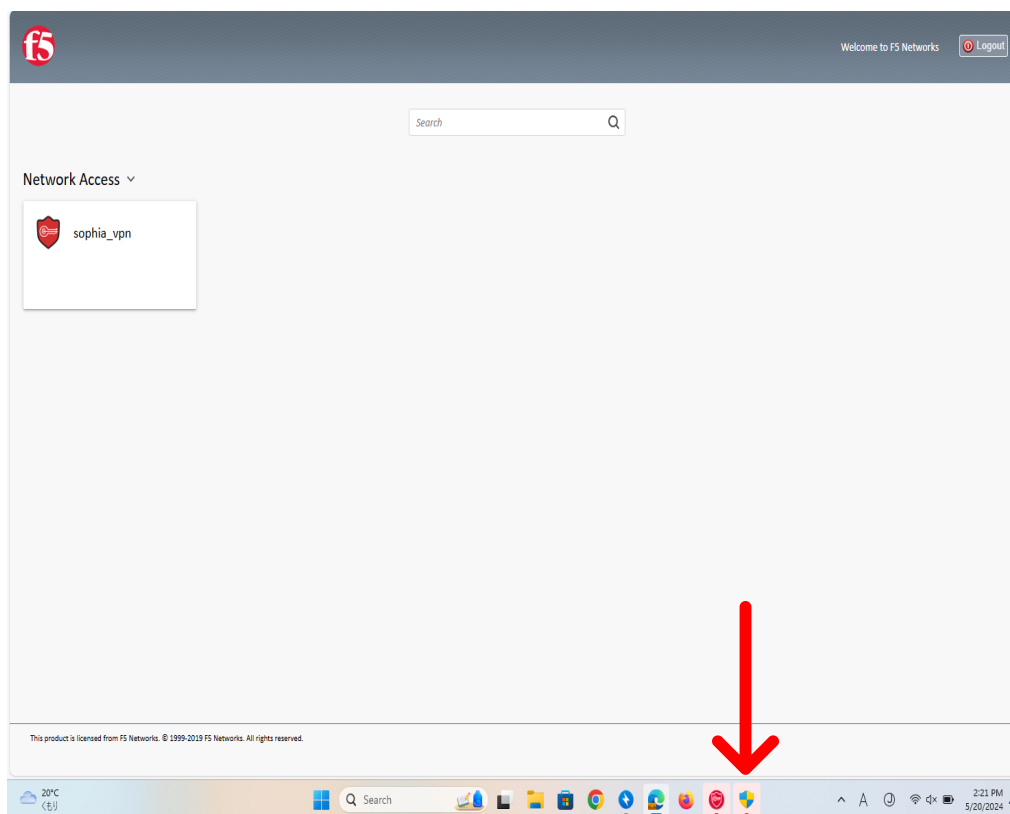 f5
Welcome to F5 Networks
Logout
Search
Network Access
sophia_vpn
This product is licensed from F5 Networks. © 1999-2019 F5 Networks. All rights reserved.
20°C
くもり
Search
A
2:21 PM
5/20/2024